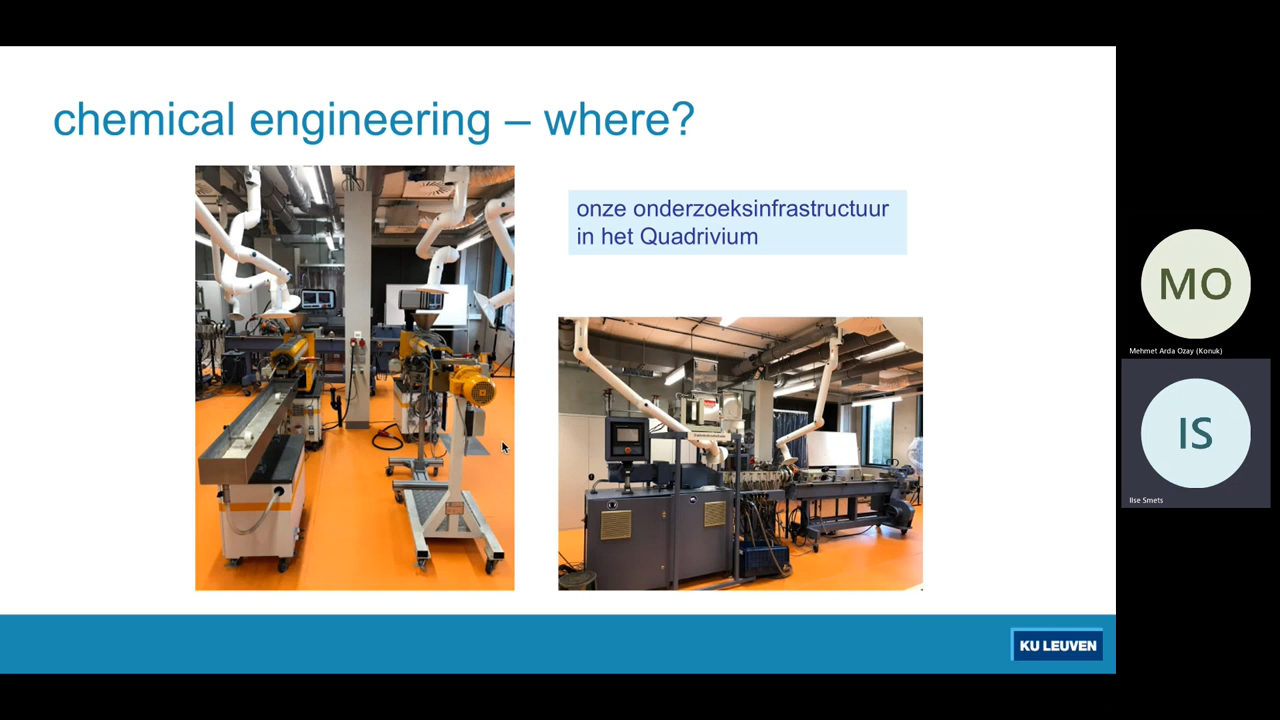 chemical engineering – where?
onze onderzoeksinfrastructuur
in het Quadrivium
MO
Mehmet Arda Ozay (Konuk)
IS
Ilse Smets
KU LEUVEN